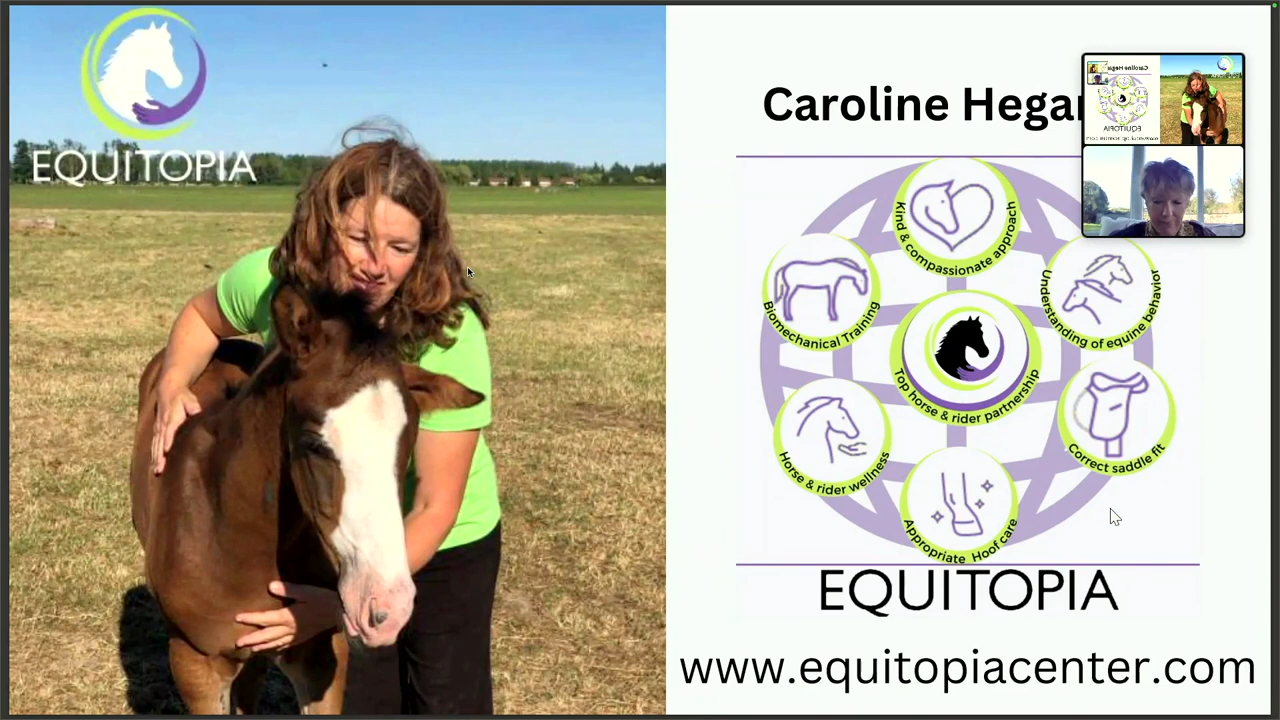 EQUITOPIA
Caroline Hegar
Kind & compassionate approach
Biomechanical Training
Understanding of equine behavior
Top horse & rider partnership
Horse & rider wellness
Correct saddle fit
Appropriate Hoof care
EQUITOPIA
www.equitopiacenter.com